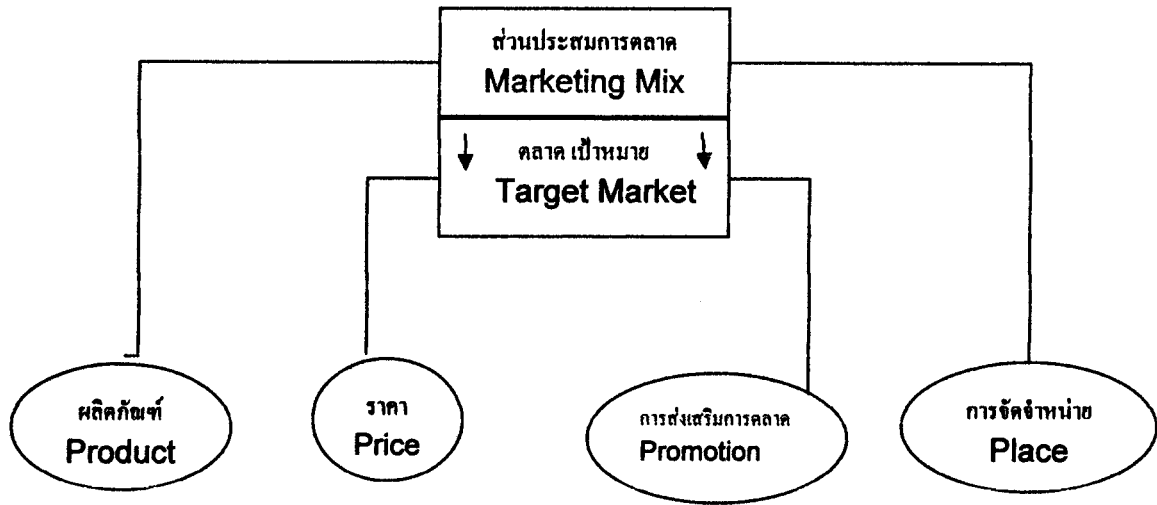 ส่วนประสมการตลาด
Marketing Mix
ตลาด เป้าหมาย
Target Market
ผลิตภัณฑ์
Product
ราคา
Price
การส่งเสริมการตลาด
Promotion
การจัดจำหน่าย
Place